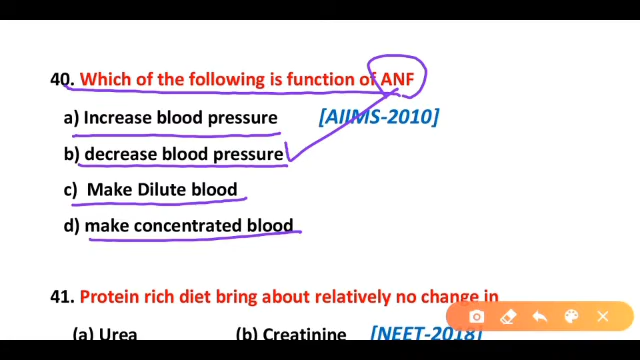 40. Which of the following is function of ANF
a) Increase blood pressure [AIIMS-2010]
b) decrease blood pressure
c) Make Dilute blood
d) make concentrated blood
41. Protein rich diet bring about relatively no change in
(a) Urea (b) Creatinine [NEET-2018]